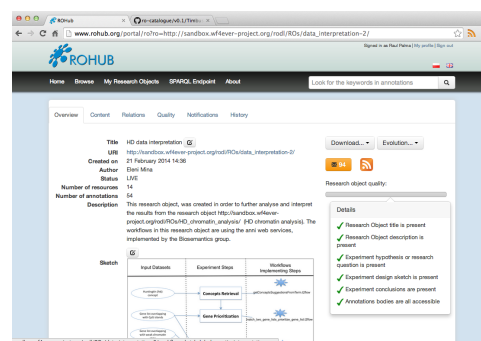 ROHUB
ro-catalogue/v0.1/Timbu
www.rohub.org/portal/ro?ro=http://sandbox.wf4ever-project.org/rodl/ROs/data_interpretation-2/
Signed in as Raul Palma | My profile | Sign out
ROHUB
Home Browse My Research Objects SPARQL Endpoint About
Look for the keywords in annotations
Overview Content Relations Quality Notifications History
Title HD data interpretation
URI http://sandbox.wf4ever-project.org/rodl/ROs/data_interpretation-2/
Created on 21 February 2014 14:36
Author Eleni Mina
Status LIVE
Number of resources 14
Number of annotations 54
Description This research object, was created in order to further analyse and interpret
the results from the research object http://sandbox.wf4ever-
project.org/rodl/ROs/HD_chromatin_analysis/ (HD chromatin analysis). The
workflows in this research object are using the anni web services,
implemented by the Biosemantics group.
Sketch
Input Datasets Experiment Steps Workflows
Implementing Steps
Concepts Retrieval
Gene Prioritization
Download... Evolution...
94
Research object quality:
Details
Research Object title is present
Research Object description is
present
Experiment hypothesis or research
question is present
Experiment design sketch is present
Experiment conclusions are present
Annotations bodies are all accessible